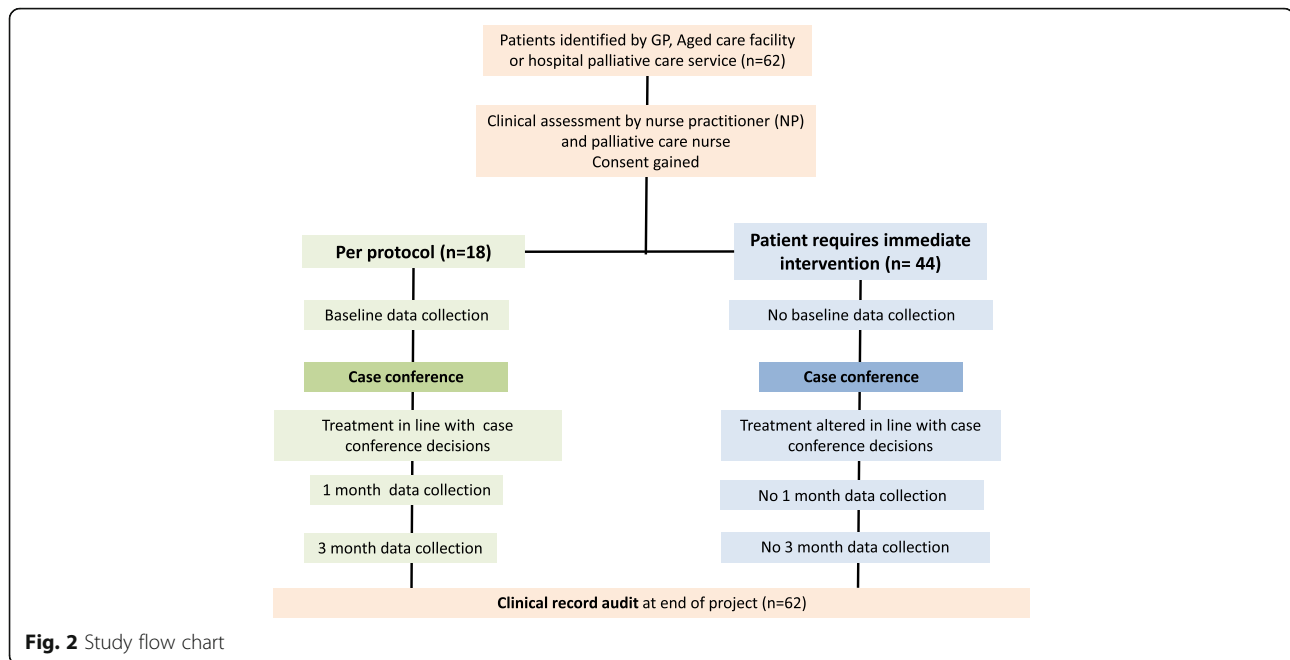 Patients identified by GP, Aged care facility
or hospital palliative care service (n=62)
Clinical assessment by nurse practitioner (NP)
and palliative care nurse
Consent gained
Per protocol (n=18)
Baseline data collection
Case conference
Treatment in line with case
conference decisions
1 month data collection
3 month data collection
Patient requires immediate
intervention (n= 44)
No baseline data collection
Case conference
Treatment altered in line with case
conference decisions
No 1 month data collection
No 3 month data collection
Clinical record audit at end of project (n=62)
Fig. 2 Study flow chart